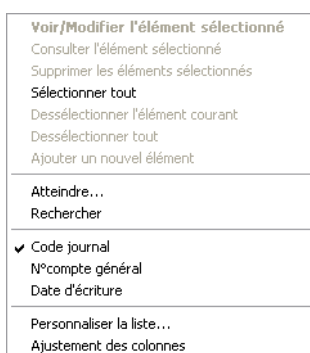 Voir/Modifier l'élément sélectionné
Consulter l'élément sélectionné
Supprimer les éléments sélectionnés
Sélectionner tout
Dessélectionner l'élément courant
Dessélectionner tout
Ajouter un nouvel élément
Atteindre...
Rechercher
Code journal
N°compte général
Date d'écriture
Personnaliser la liste...
Ajustement des colonnes